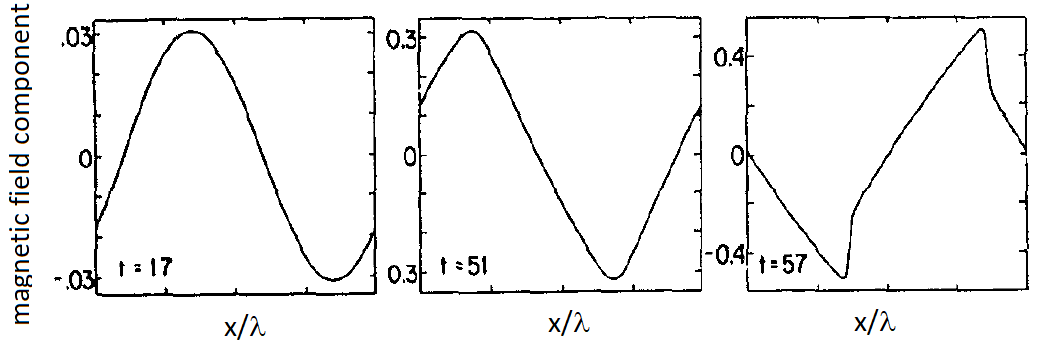 magnetic field component
.03
0
-.03
t = 17
x/λ
0.3
0
0.3
t = 51
x/λ
0.4
0
-0.4
t=57
x/λ